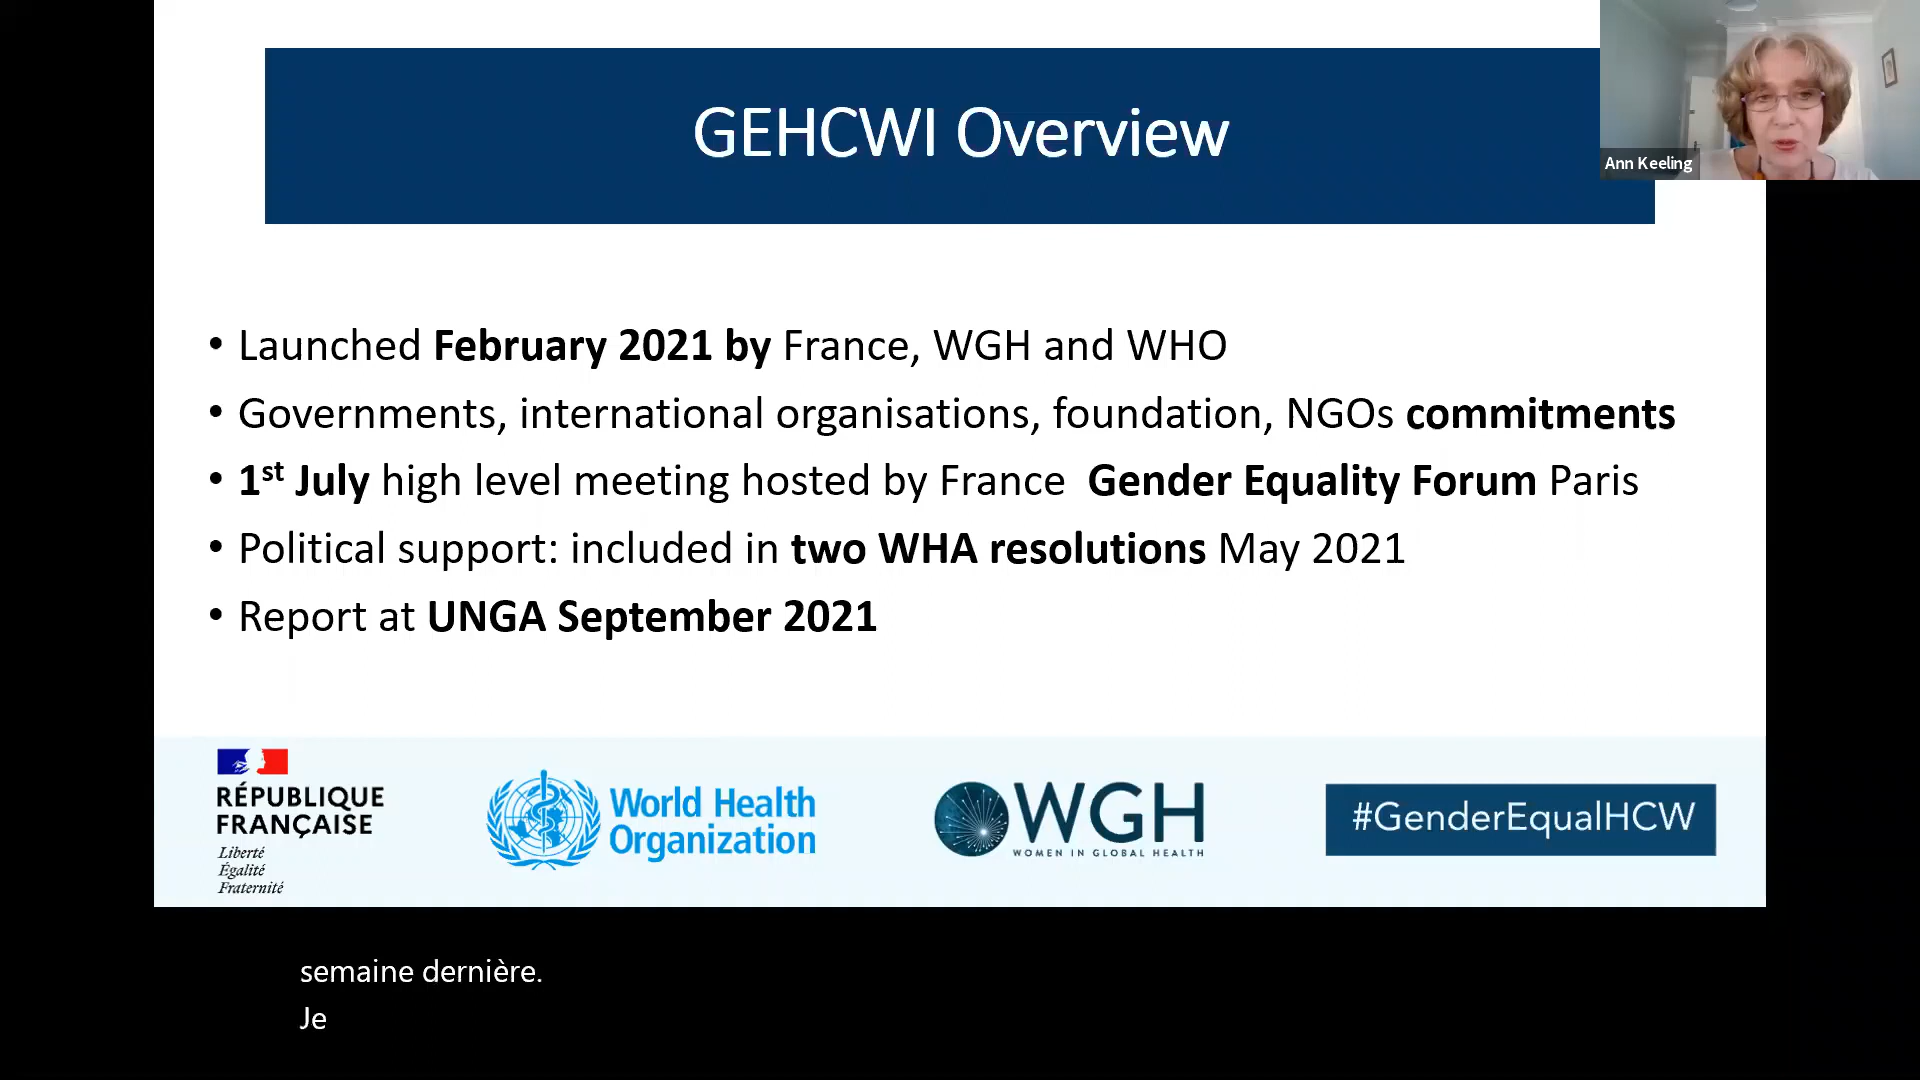 GEHCWI Overview
Ann Keeling
• Launched February 2021 by France, WGH and WHO
• Governments, international organisations, foundation, NGOs commitments
• 1st July high level meeting hosted by France Gender Equality Forum Paris
• Political support: included in two WHA resolutions May 2021
• Report at UNGA September 2021
RÉPUBLIQUE
FRANÇAISE
Liberté
Égalité
Fraternité
World Health
Organization
WGH
WOMEN IN GLOBAL HEALTH
#GenderEqualHCW
semaine dernière.
Je